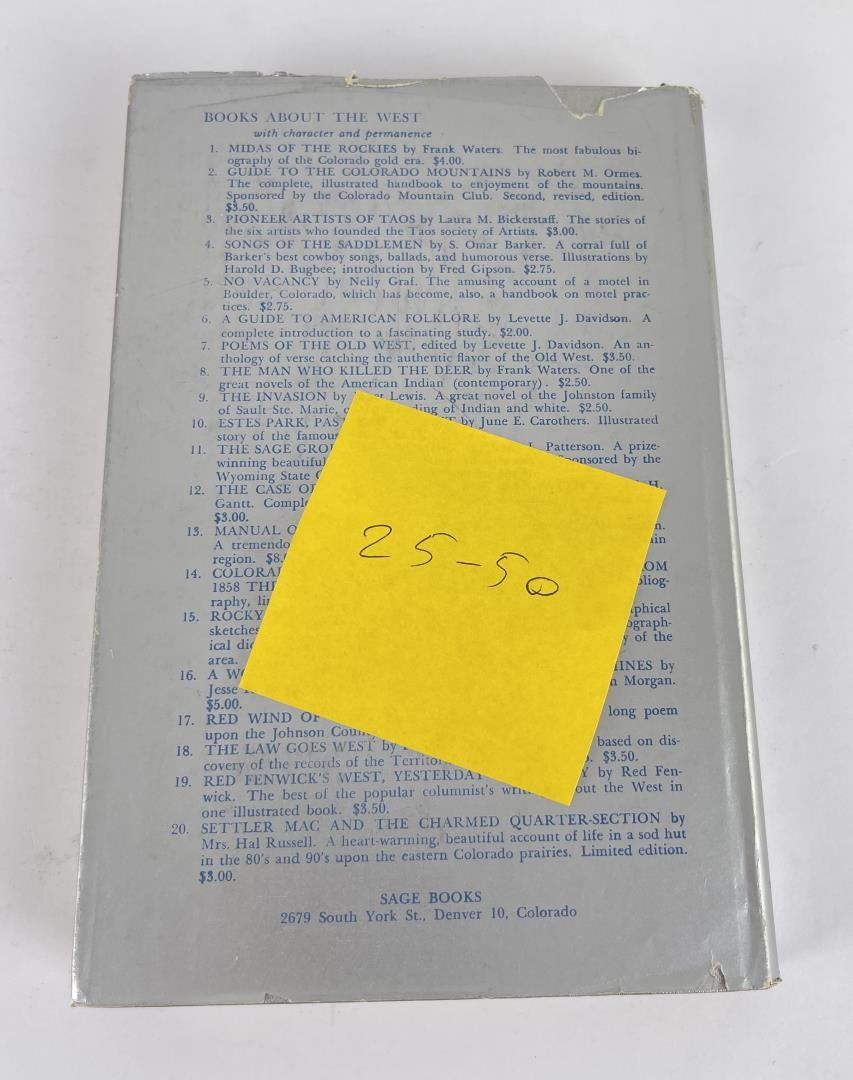 BOOKS ABOUT THE WEST
with character and permanence
1. MIDAS OF THE ROCKIES by Frank Waters. The most fabulous bi-
ography of the Colorado gold era. $4.00.
2. GUIDE TO THE COLORADO MOUNTAINS by Robert M. Ormes.
The complete, illustrated handbook to enjoyment of the mountains.
Sponsored by the Colorado Mountain Club. Second, revised, edition.
$3.50.
3. PIONEER ARTISTS OF TAOS by Laura M. Bickerstaff. The stories of
the six artists who founded the Taos society of Artists. $3.00.
4. SONGS OF THE SADDLEMEN by S. Omar Barker. A corral full of
Barker's best cowboy songs, ballads, and humorous verse. Illustrations by
Harold D. Bugbee; introduction by Fred Gipson. $2.75.
5. NO VACANCY by Nelly Graf. The amusing account of a motel in
Boulder, Colorado, which has become, also, a handbook on motel prac-
tices. $2.75.
6. A GUIDE TO AMERICAN FOLKLORE by Levette J. Davidson. A
complete introduction to a fascinating study. $2.00.
7. POEMS OF THE OLD WEST, edited by Levette J. Davidson. An an-
thology of verse catching the authentic flavor of the Old West. $3.50.
8. THE MAN WHO KILLED THE DEER by Frank Waters. One of the
great novels of the American Indian (contemporary). $2.50.
9. THE INVASION by Lewis. A great novel of the Johnston family
of Sault Ste. Marie, of Indian and white. $2.50.
10. ESTES PARK, by June E. Carothers. Illustrated
story of the famous
11. THE SAGE Patterson. A prize-
winning beautiful sponsored by the
Wyoming State
12. THE CASE OF H.
Gantt.
$3.00.
13. MANUAL
A
region.
14.
1858
raphy,
15. ROCKY
sketches
ical of the
area.
16. A by
Jesse Morgan.
$5.00.
17. RED WIND OF long poem
upon the Johnson
18. THE LAW GOES WEST by based on dis-
covery of the records of the $3.50.
19. RED FENWICK'S WEST, YESTERDAY by Red Fen-
wick. The best of the popular columnist's the West in
one illustrated book. $3.50.
20. SETTLER MAC AND THE CHARMED QUARTER-SECTION by
Mrs. Hal Russell. A heart-warming, beautiful account of life in a sod hut
in the 80's and 90's upon the eastern Colorado prairies. Limited edition.
$3.00.
SAGE BOOKS
2679 South York St., Denver 10, Colorado
25-50